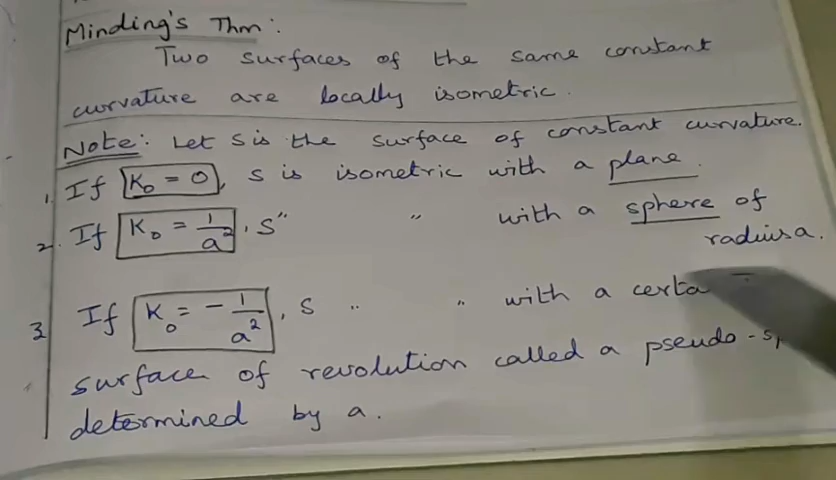 Minding's Thm:
Two surfaces of the same constant
curvature are locally isometric.
Note: Let S is the surface of constant curvature.
1. If K₀ = 0, S is isometric with a plane.
2. If K₀ = 1/a², S " " with a sphere of
radius a.
3 If K₀ = -1/a², S " " with a
surface of revolution called a pseudo-
determined by a.